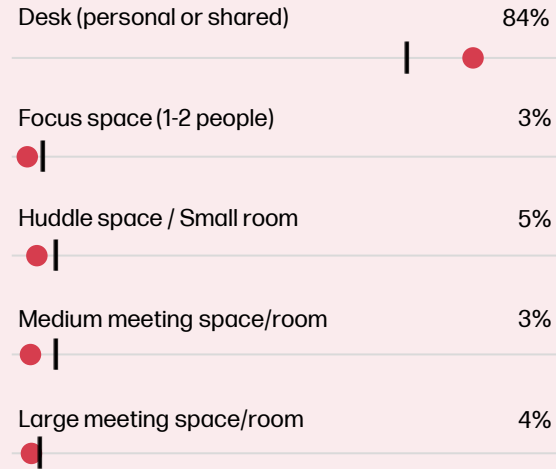 Desk (personal or shared) 84%
Focus space (1-2 people) 3%
Huddle space / Small room 5%
Medium meeting space/room 3%
Large meeting space/room 4%